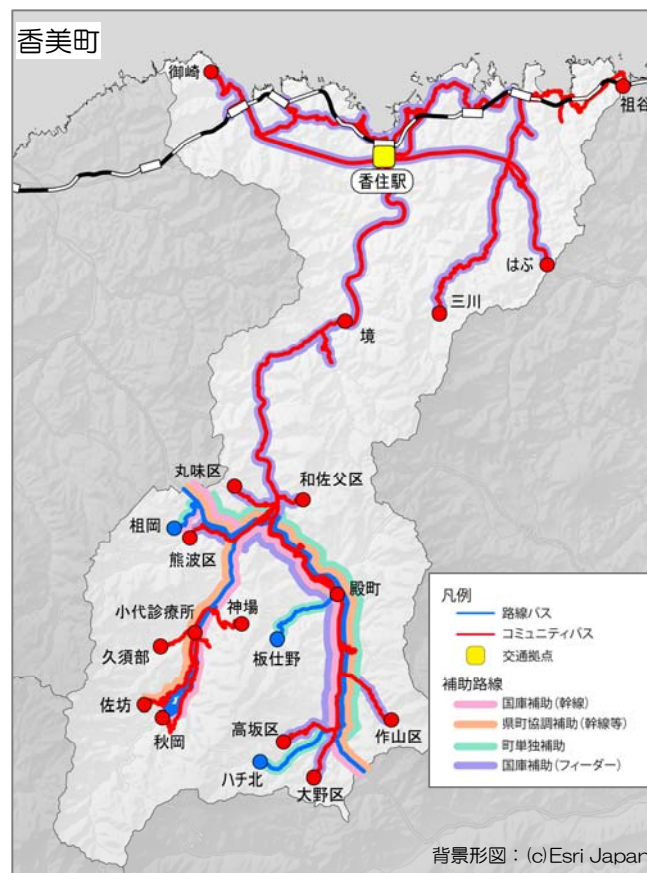 香美町
御崎
祖谷
香住駅
はぶ
三川
境
丸味区
和佐父区
祖岡
熊波区
殿町
小代診療所
神場
久須部
板仕野
佐坊
秋岡
高坂区
作山区
ハチ北
大野区
凡例
路線バス
コミュニティバス
交通拠点
補助路線
国庫補助(幹線)
県町協調補助(幹線等)
町単独補助
国庫補助(フィーダー)
背景形図:(c)Esri Japan